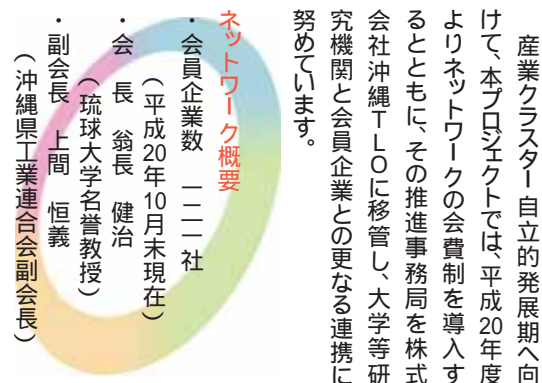 産業クラスター自立的発展期へ向
けて、本プロジェクトでは、平成20年度
よりネットワークの会費制を導入す
るとともに、その推進事務局を株式
会社沖縄TLOに移管し、大学等研
究機関と会員企業との更なる連携に
努めています。
ネットワーク概要
・会員企業数 一二一社
(平成20年10月末現在)
・会 長 翁長 健治
(琉球大学名誉教授)
・副会長 上間 恒義
(沖縄県工業連合会副会長)